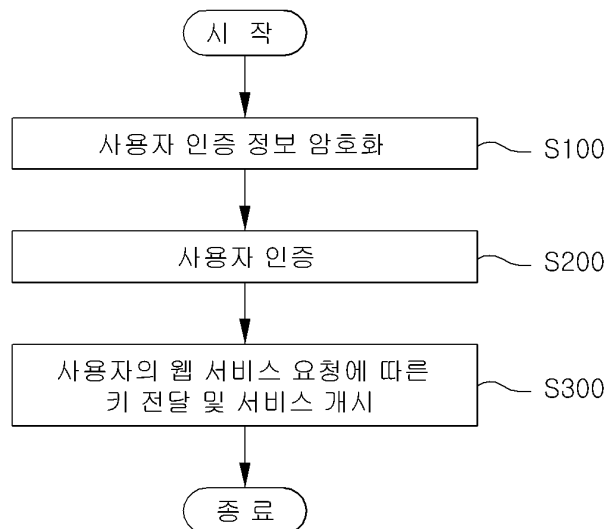 시 작
사용자 인증 정보 암호화
S100
사용자 인증
S200
사용자의 웹 서비스 요청에 따른
키 전달 및 서비스 개시
S300
종 료